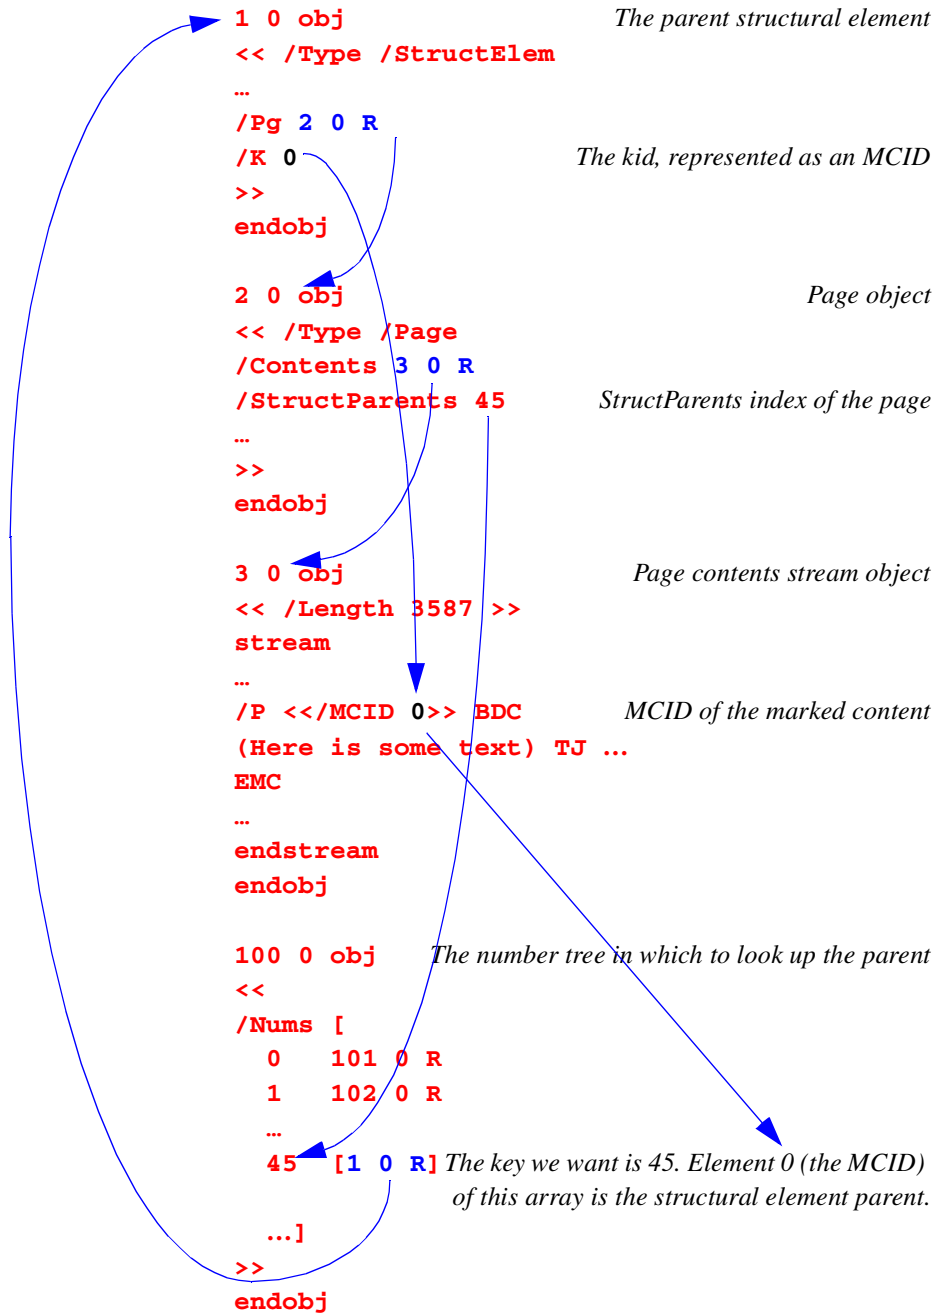 1 0 obj The parent structural element
<< /Type /StructElem
…
/Pg 2 0 R
/K 0 The kid, represented as an MCID
>>
endobj
2 0 obj Page object
<< /Type /Page
/Contents 3 0 R
/StructParents 45 StructParents index of the page
…
>>
endobj
3 0 obj Page contents stream object
<< /Length 3587 >>
stream
…
/P <</MCID 0>> BDC MCID of the marked content
(Here is some text) TJ …
EMC
…
endstream
endobj
100 0 obj The number tree in which to look up the parent
<<
/Nums [
0 101 0 R
1 102 0 R
…
45 [1 0 R] The key we want is 45. Element 0 (the MCID)
of this array is the structural element parent.
…]
>>
endobj